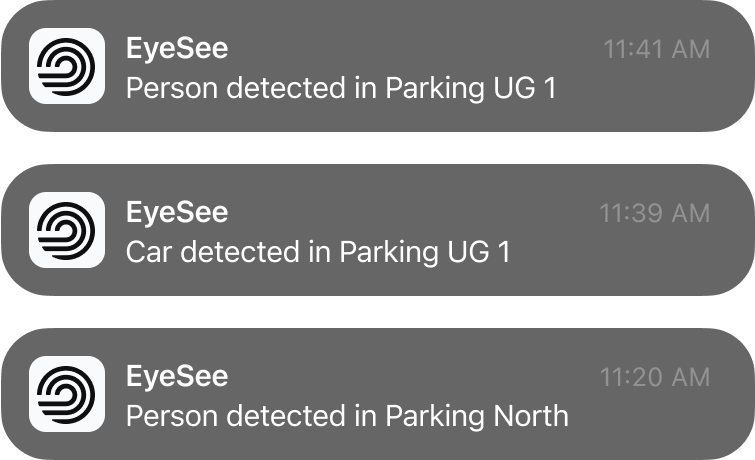 EyeSee 11:41 AM
Person detected in Parking UG 1
EyeSee 11:39 AM
Car detected in Parking UG 1
EyeSee 11:20 AM
Person detected in Parking North